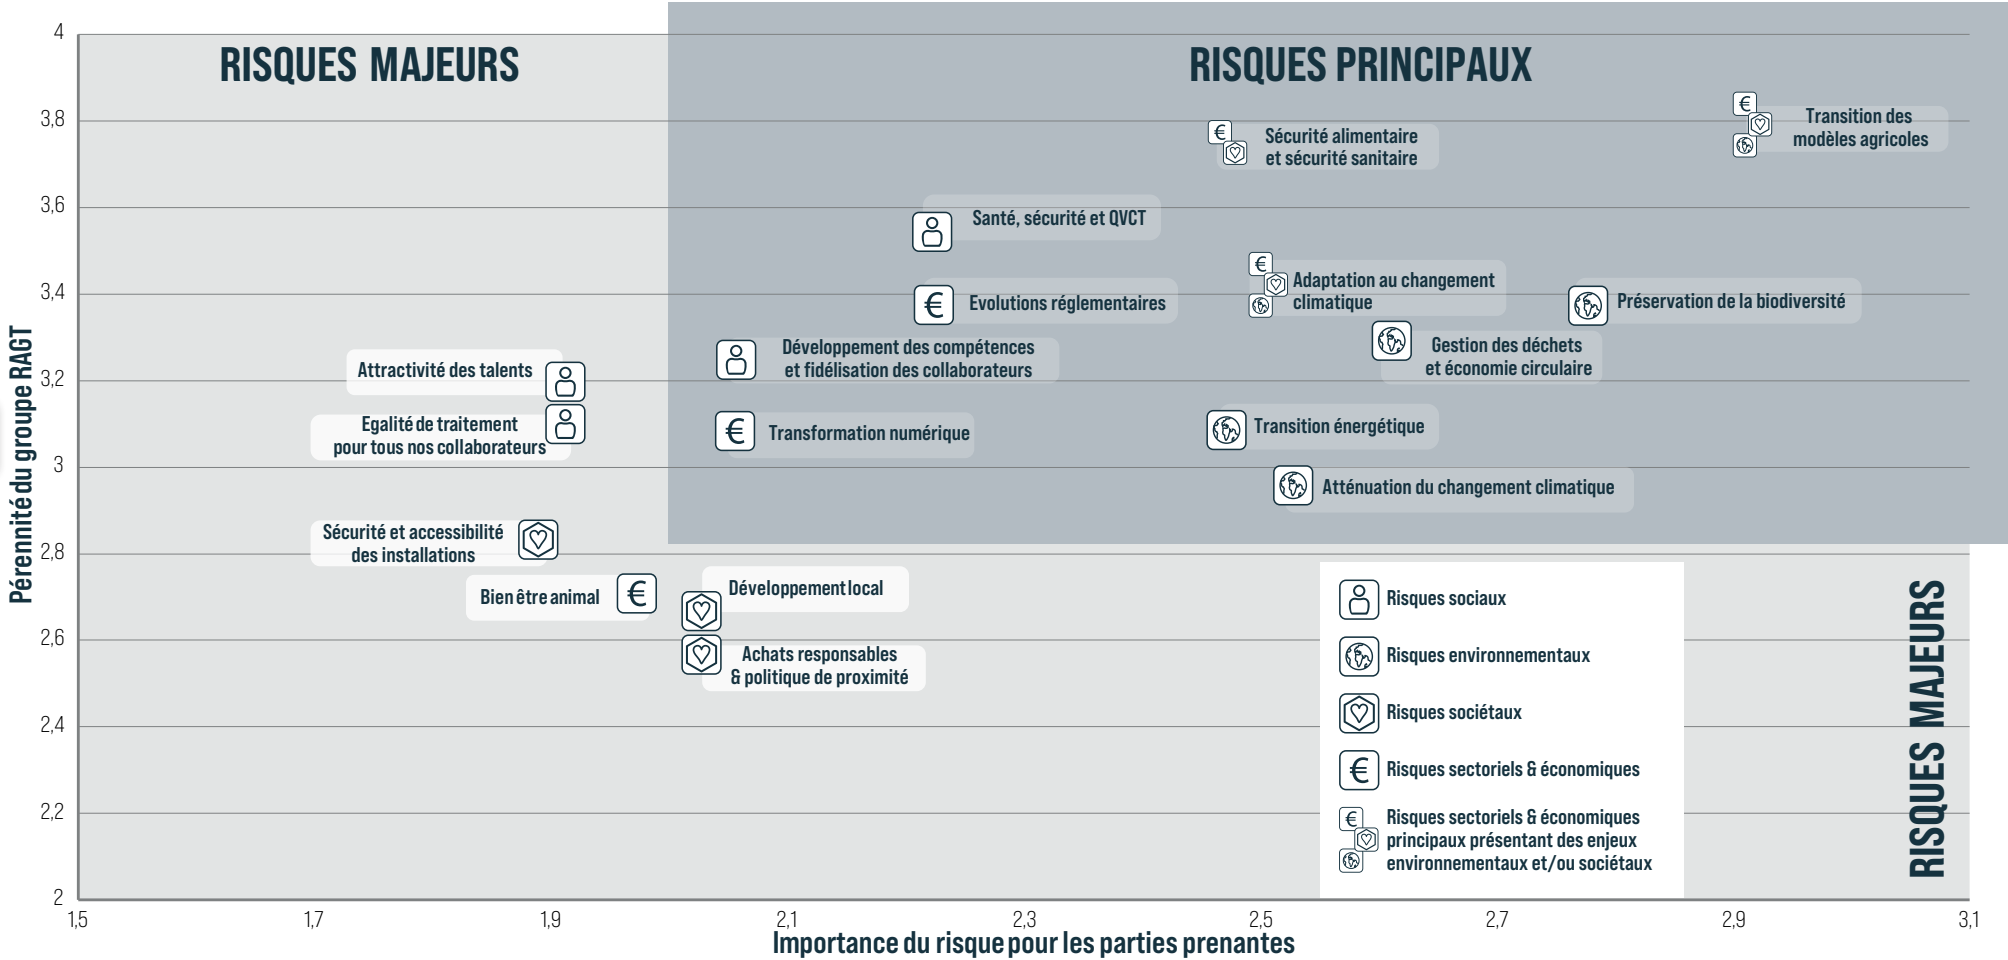 RISQUES MAJEURS
RISQUES PRINCIPAUX
Pérennité du groupe RAGT
4
3,8
3,6
3,4
3,2
3
2,8
2,6
2,4
2,2
2
€
Transition des
modèles agricoles
€
Sécurité alimentaire
et sécurité sanitaire
Santé, sécurité et QVCT
€
Adaptation au changement
climatique
€
Evolutions réglementaires
Préservation de la biodiversité
Gestion des déchets
et économie circulaire
Développement des compétences
et fidélisation des collaborateurs
Attractivité des talents
Egalité de traitement
pour tous nos collaborateurs
€
Transformation numérique
Transition énergétique
Atténuation du changement climatique
Sécurité et accessibilité
des installations
Bien être animal
€
Développement local
Achats responsables
& politique de proximité
Risques sociaux
Risques environnementaux
Risques sociétaux
€
Risques sectoriels & économiques
€
Risques sectoriels & économiques
principaux présentant des enjeux
environnementaux et/ou sociétaux
RISQUES MAJEURS
1,5
1,7
1,9
2,1
2,3
2,5
2,7
2,9
3,1
Importance du risque pour les parties prenantes